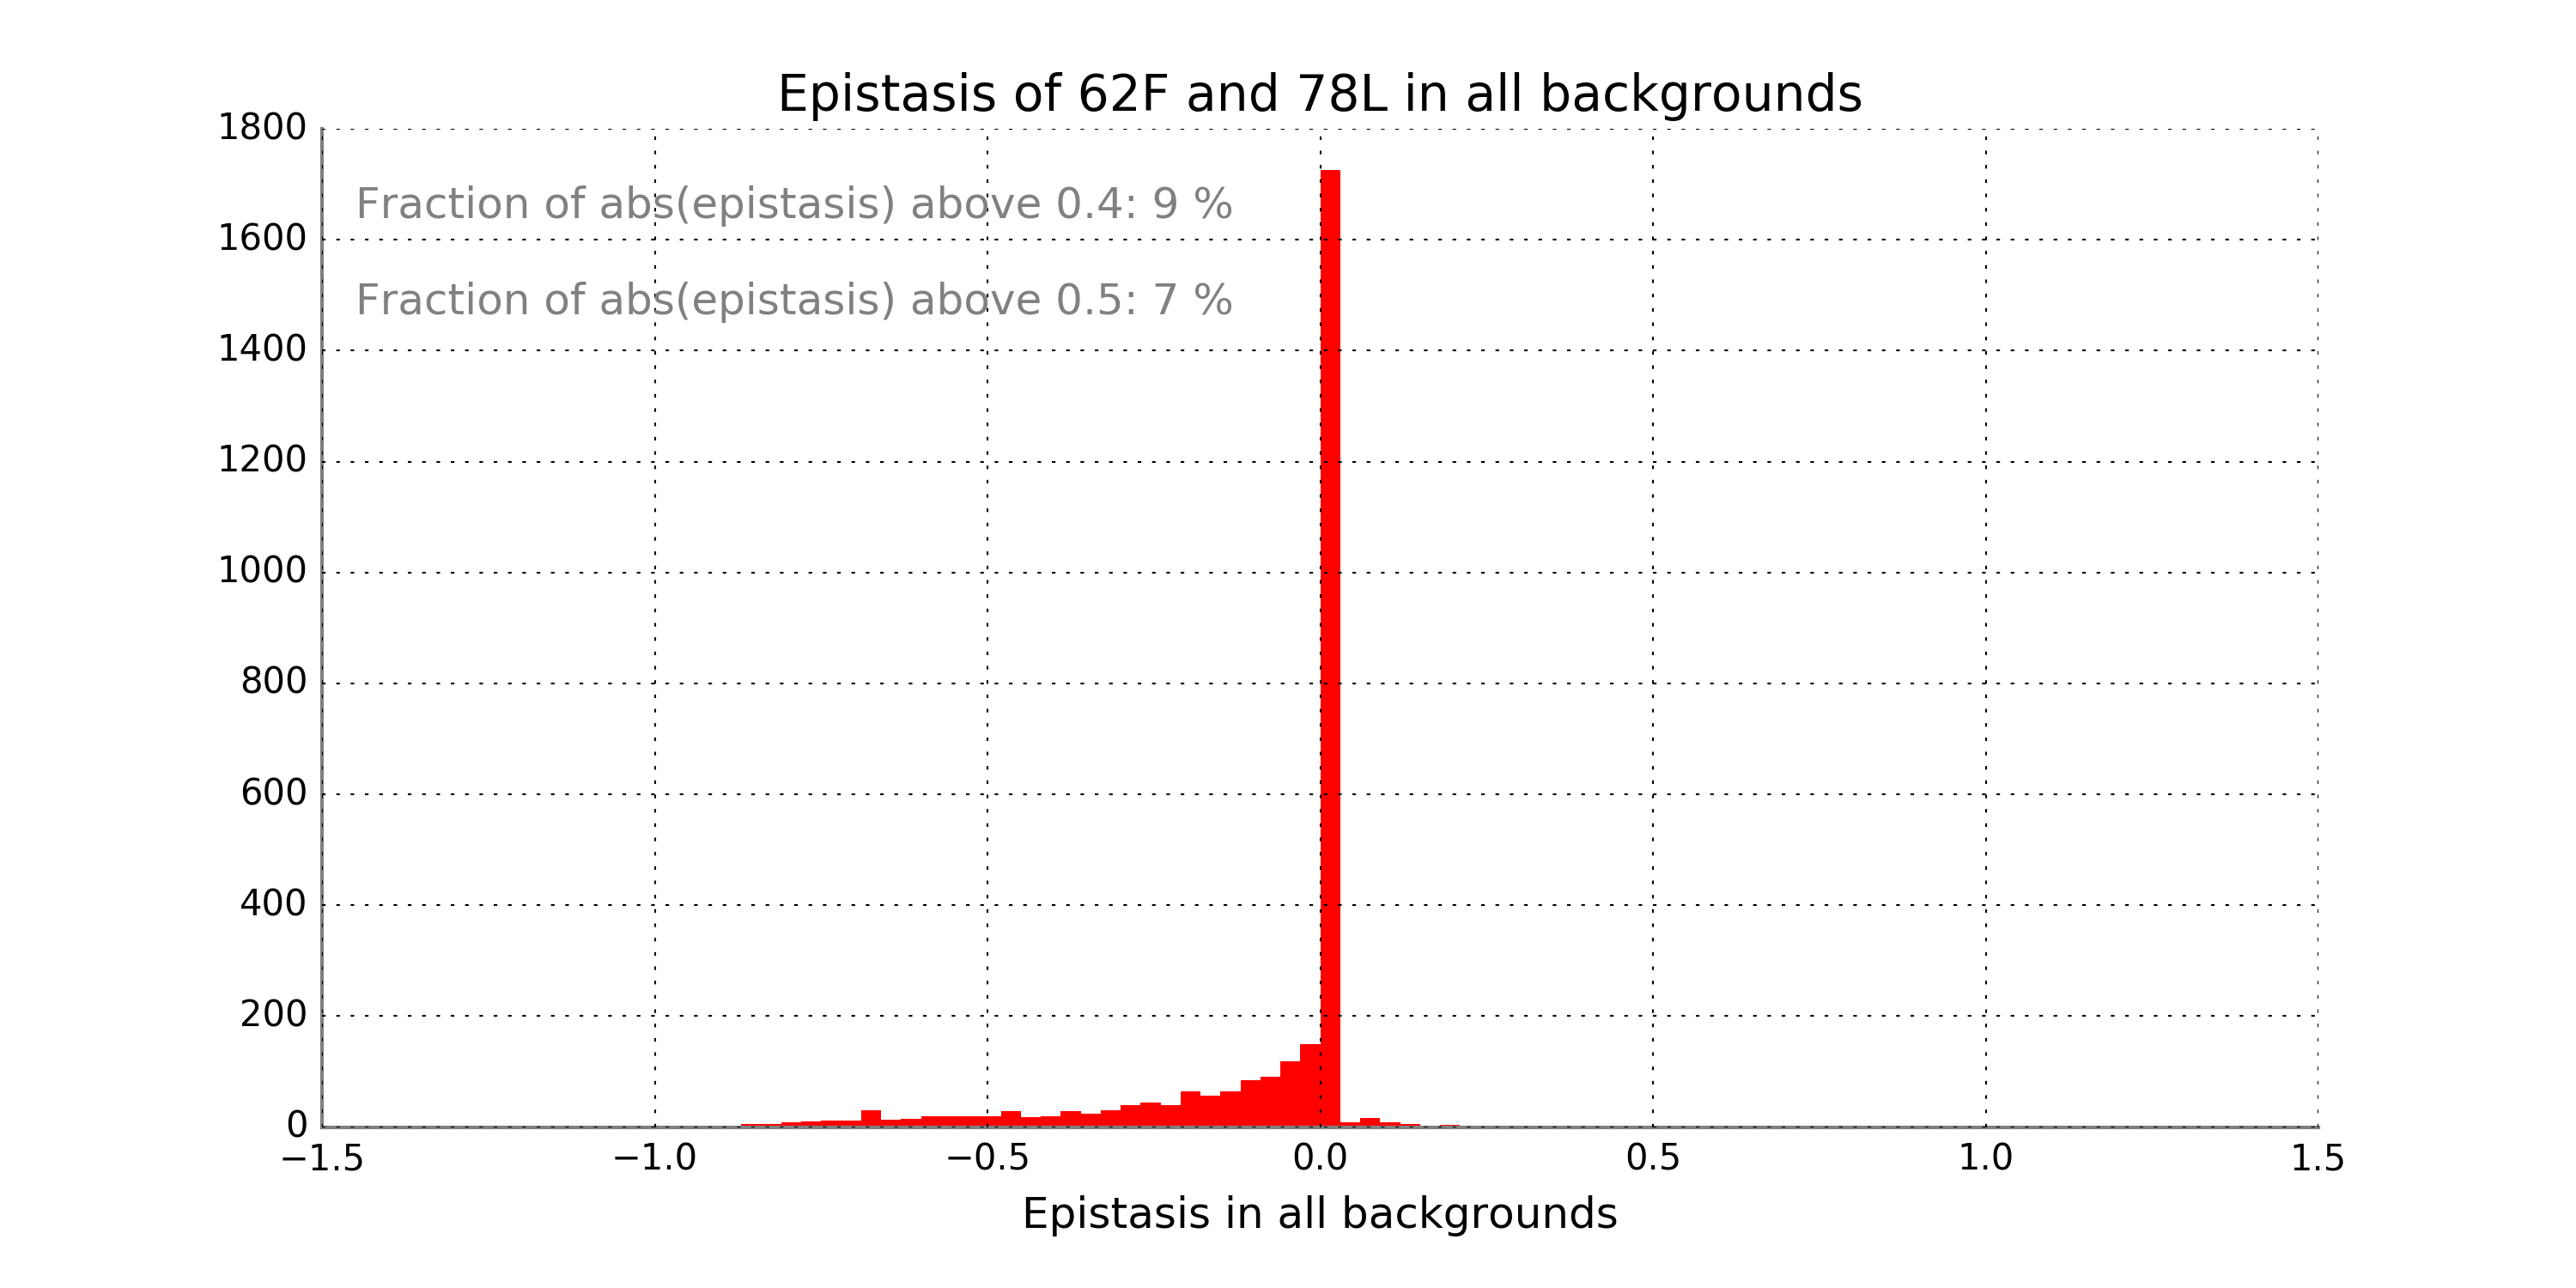 Epistasis of 62F and 78L in all backgrounds
1800
Fraction of abs(epistasis) above 0.4: 9 %
1600
Fraction of abs(epistasis) above 0.5: 7 %
1400
1200
1000
800
600
400
200
0
−1.5 −1.0 −0.5 0.0 0.5 1.0 1.5
Epistasis in all backgrounds